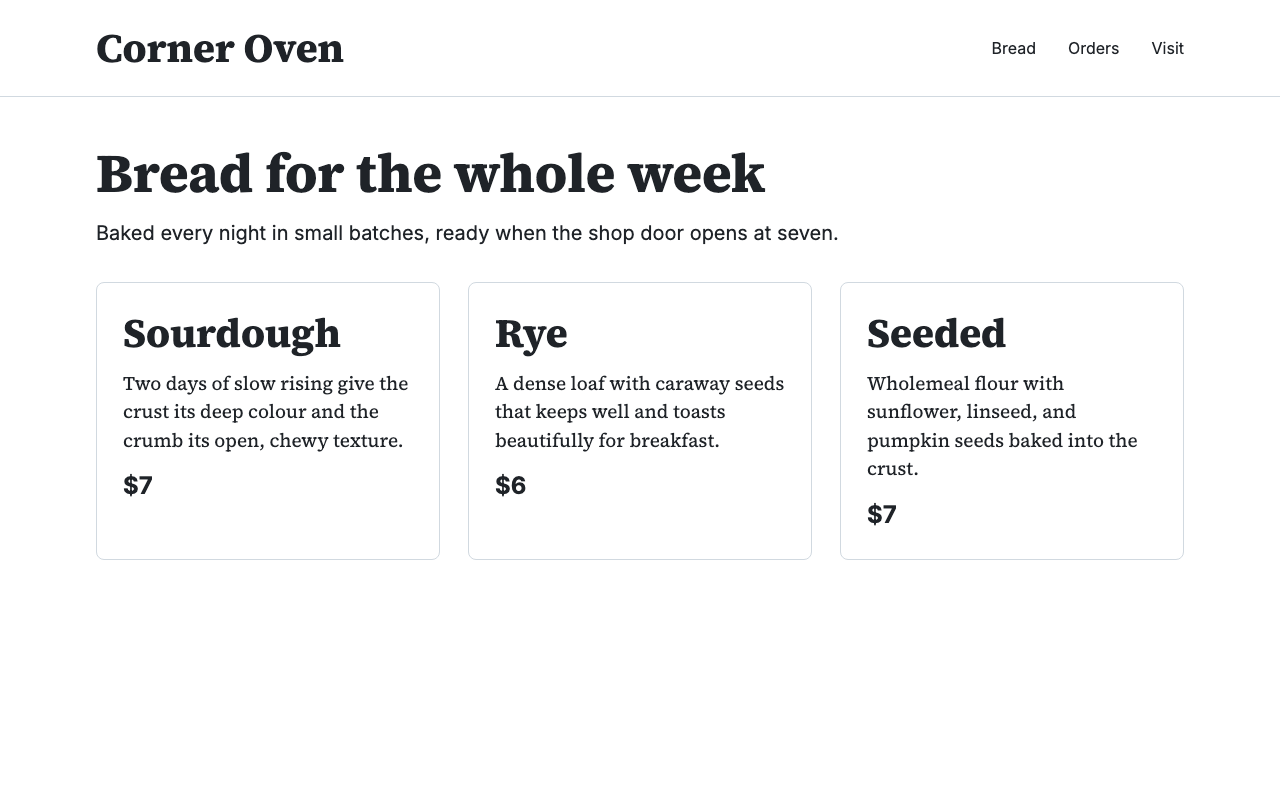 Corner Oven
Bread
Orders
Visit
Bread for the whole week
Baked every night in small batches, ready when the shop door opens at seven.
Sourdough
Two days of slow rising give the
crust its deep colour and the
crumb its open, chewy texture.
$7
Rye
A dense loaf with caraway seeds
that keeps well and toasts
beautifully for breakfast.
$6
Seeded
Wholemeal flour with
sunflower, linseed, and
pumpkin seeds baked into the
crust.
$7